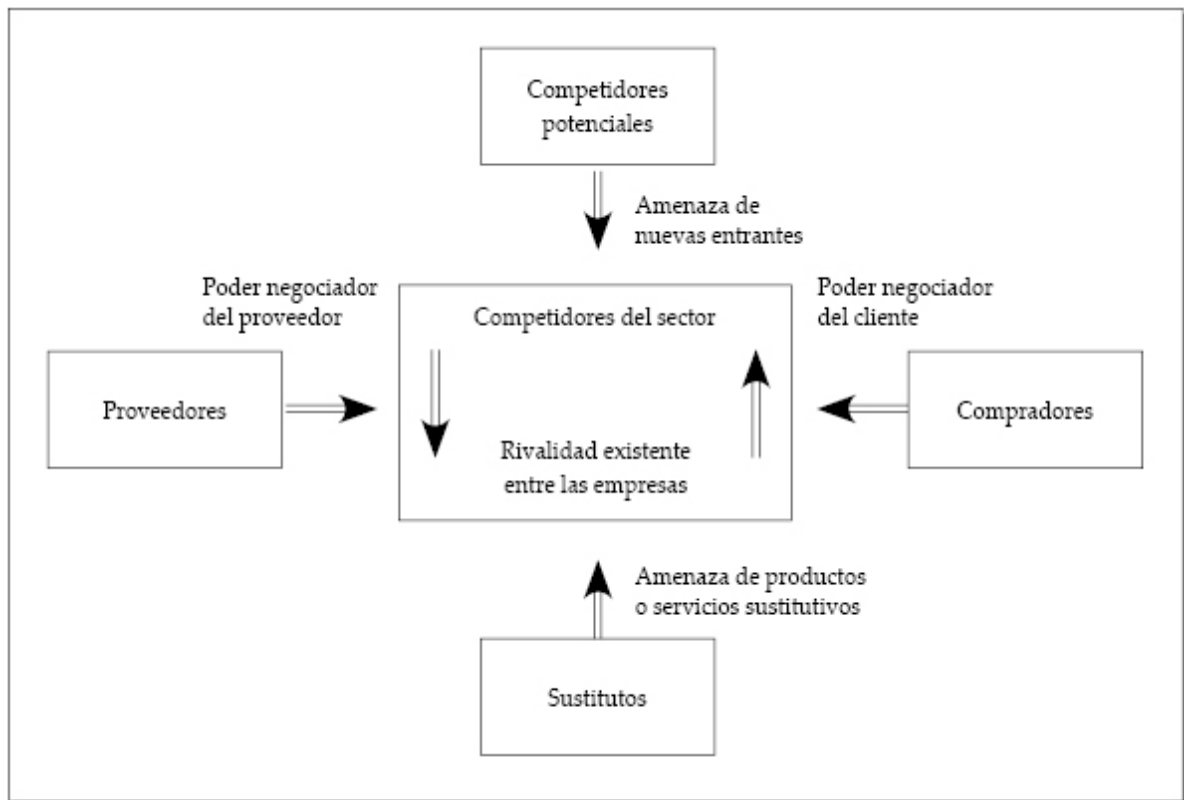 Competidores
potenciales
Amenaza de
nuevas entrantes
Poder negociador
del proveedor
Competidores del sector
Poder negociador
del cliente
Proveedores
Compradores
Rivalidad existente
entre las empresas
Amenaza de productos
o servicios sustitutivos
Sustitutos